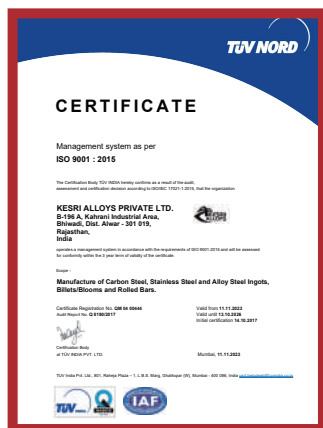 TÜV NORD
CERTIFICATE
Management system as per
ISO 9001 : 2015
The Certification Body TÜV INDIA hereby confirms as a result of the audit,
assessment and certification decision according to ISO/IEC 17021-1:2015, that the organization
KESRI ALLOYS PRIVATE LTD.
B-196 A, Kahrani Industrial Area,
Bhiwadi, Dist. Alwar - 301 019,
Rajasthan,
India
KESRI
ALLOYS
operates a management system in accordance with the requirements of ISO 9001:2015 and will be assessed
for conformity within the 3 year term of validity of the certificate.
Scope :-
Manufacture of Carbon Steel, Stainless Steel and Alloy Steel Ingots,
Billets/Blooms and Rolled Bars.
Certificate Registration No. QM 04 00444
Audit Report No. Q 6190/2017
Valid from 11.11.2023
Valid until 13.10.2026
Initial certification 14.10.2017
Certification Body
at TÜV INDIA PVT. LTD.
Mumbai, 11.11.2023
TÜV India Pvt. Ltd., 801, Raheja Plaza – 1, L.B.S. Marg, Ghatkopar (W), Mumbai - 400 086, India
TÜV
IAF